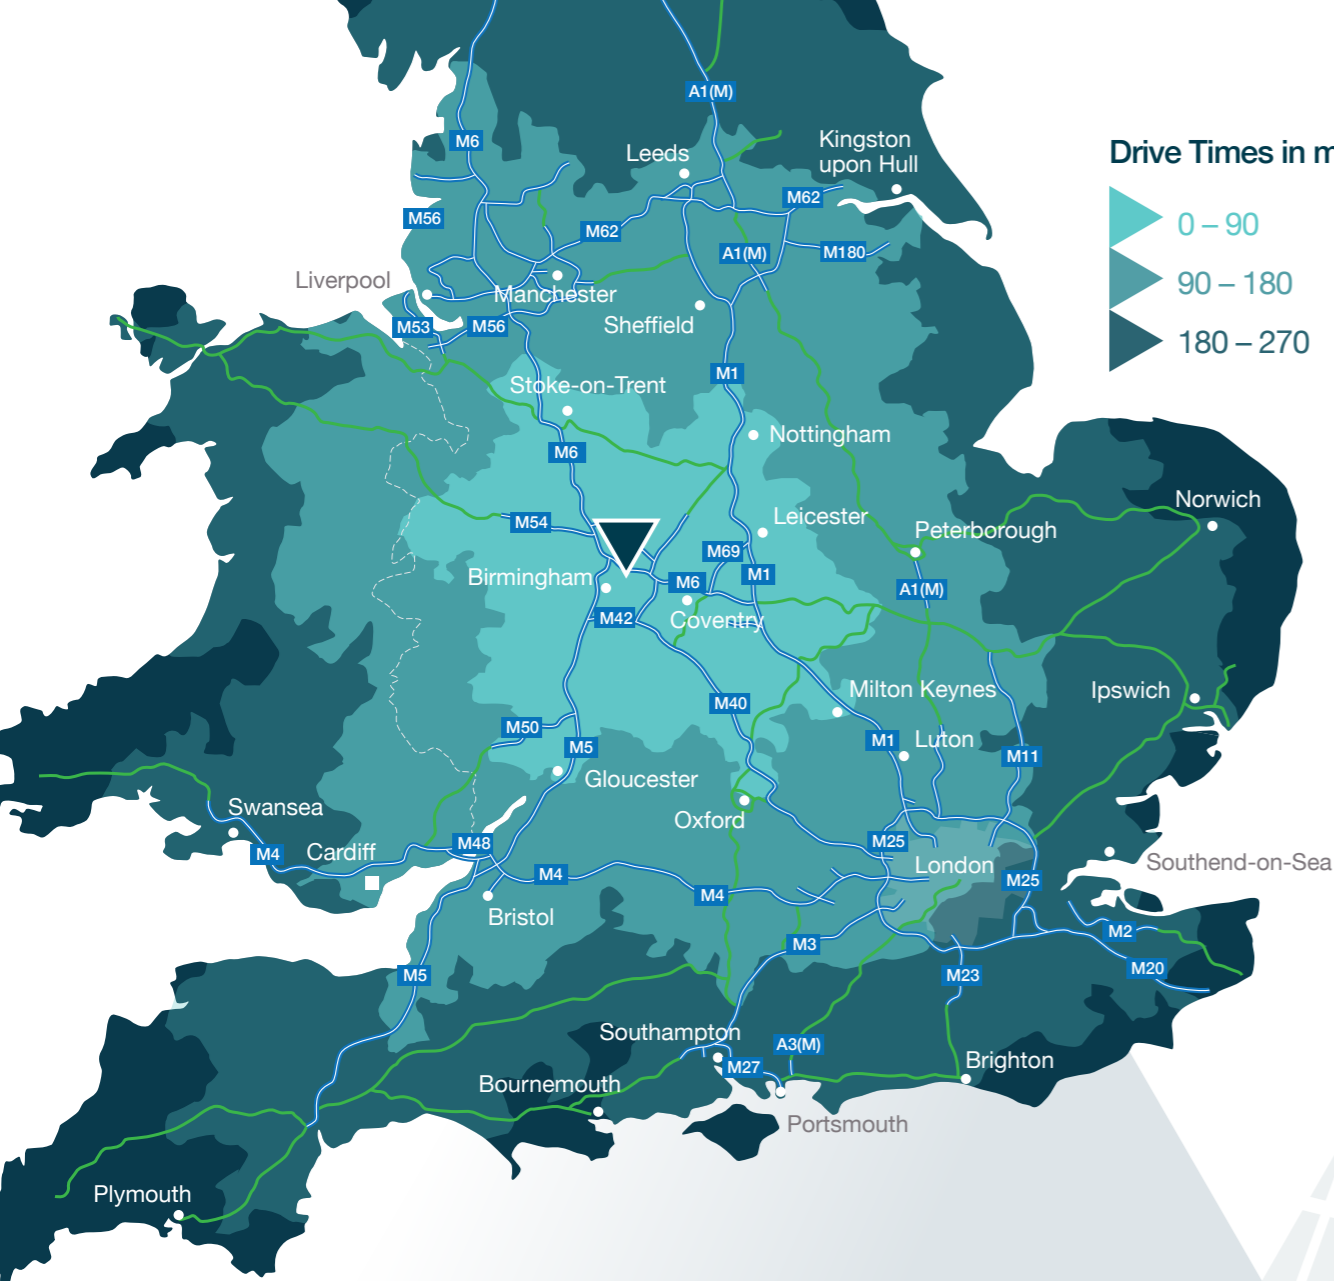 A1(M)
M6
Leeds
Kingston
upon Hull
Drive Times in m
M62
M56
0 – 90
M62
A1(M)
M180
Liverpool
Manchester
90 – 180
M53
M56
Sheffield
180 – 270
M1
Stoke-on-Trent
Nottingham
M6
Norwich
M54
Leicester
Peterborough
M69
Birmingham
M6
M1
A1(M)
M42
Coventry
Milton Keynes
Ipswich
M40
M50
M5
M1
Luton
M11
Gloucester
Swansea
Oxford
M4
Cardiff
M48
M25
London
Southend-on-Sea
M4
M4
M25
Bristol
M2
M3
M5
M23
M20
Southampton
A3(M)
M27
Brighton
Bournemouth
Portsmouth
Plymouth